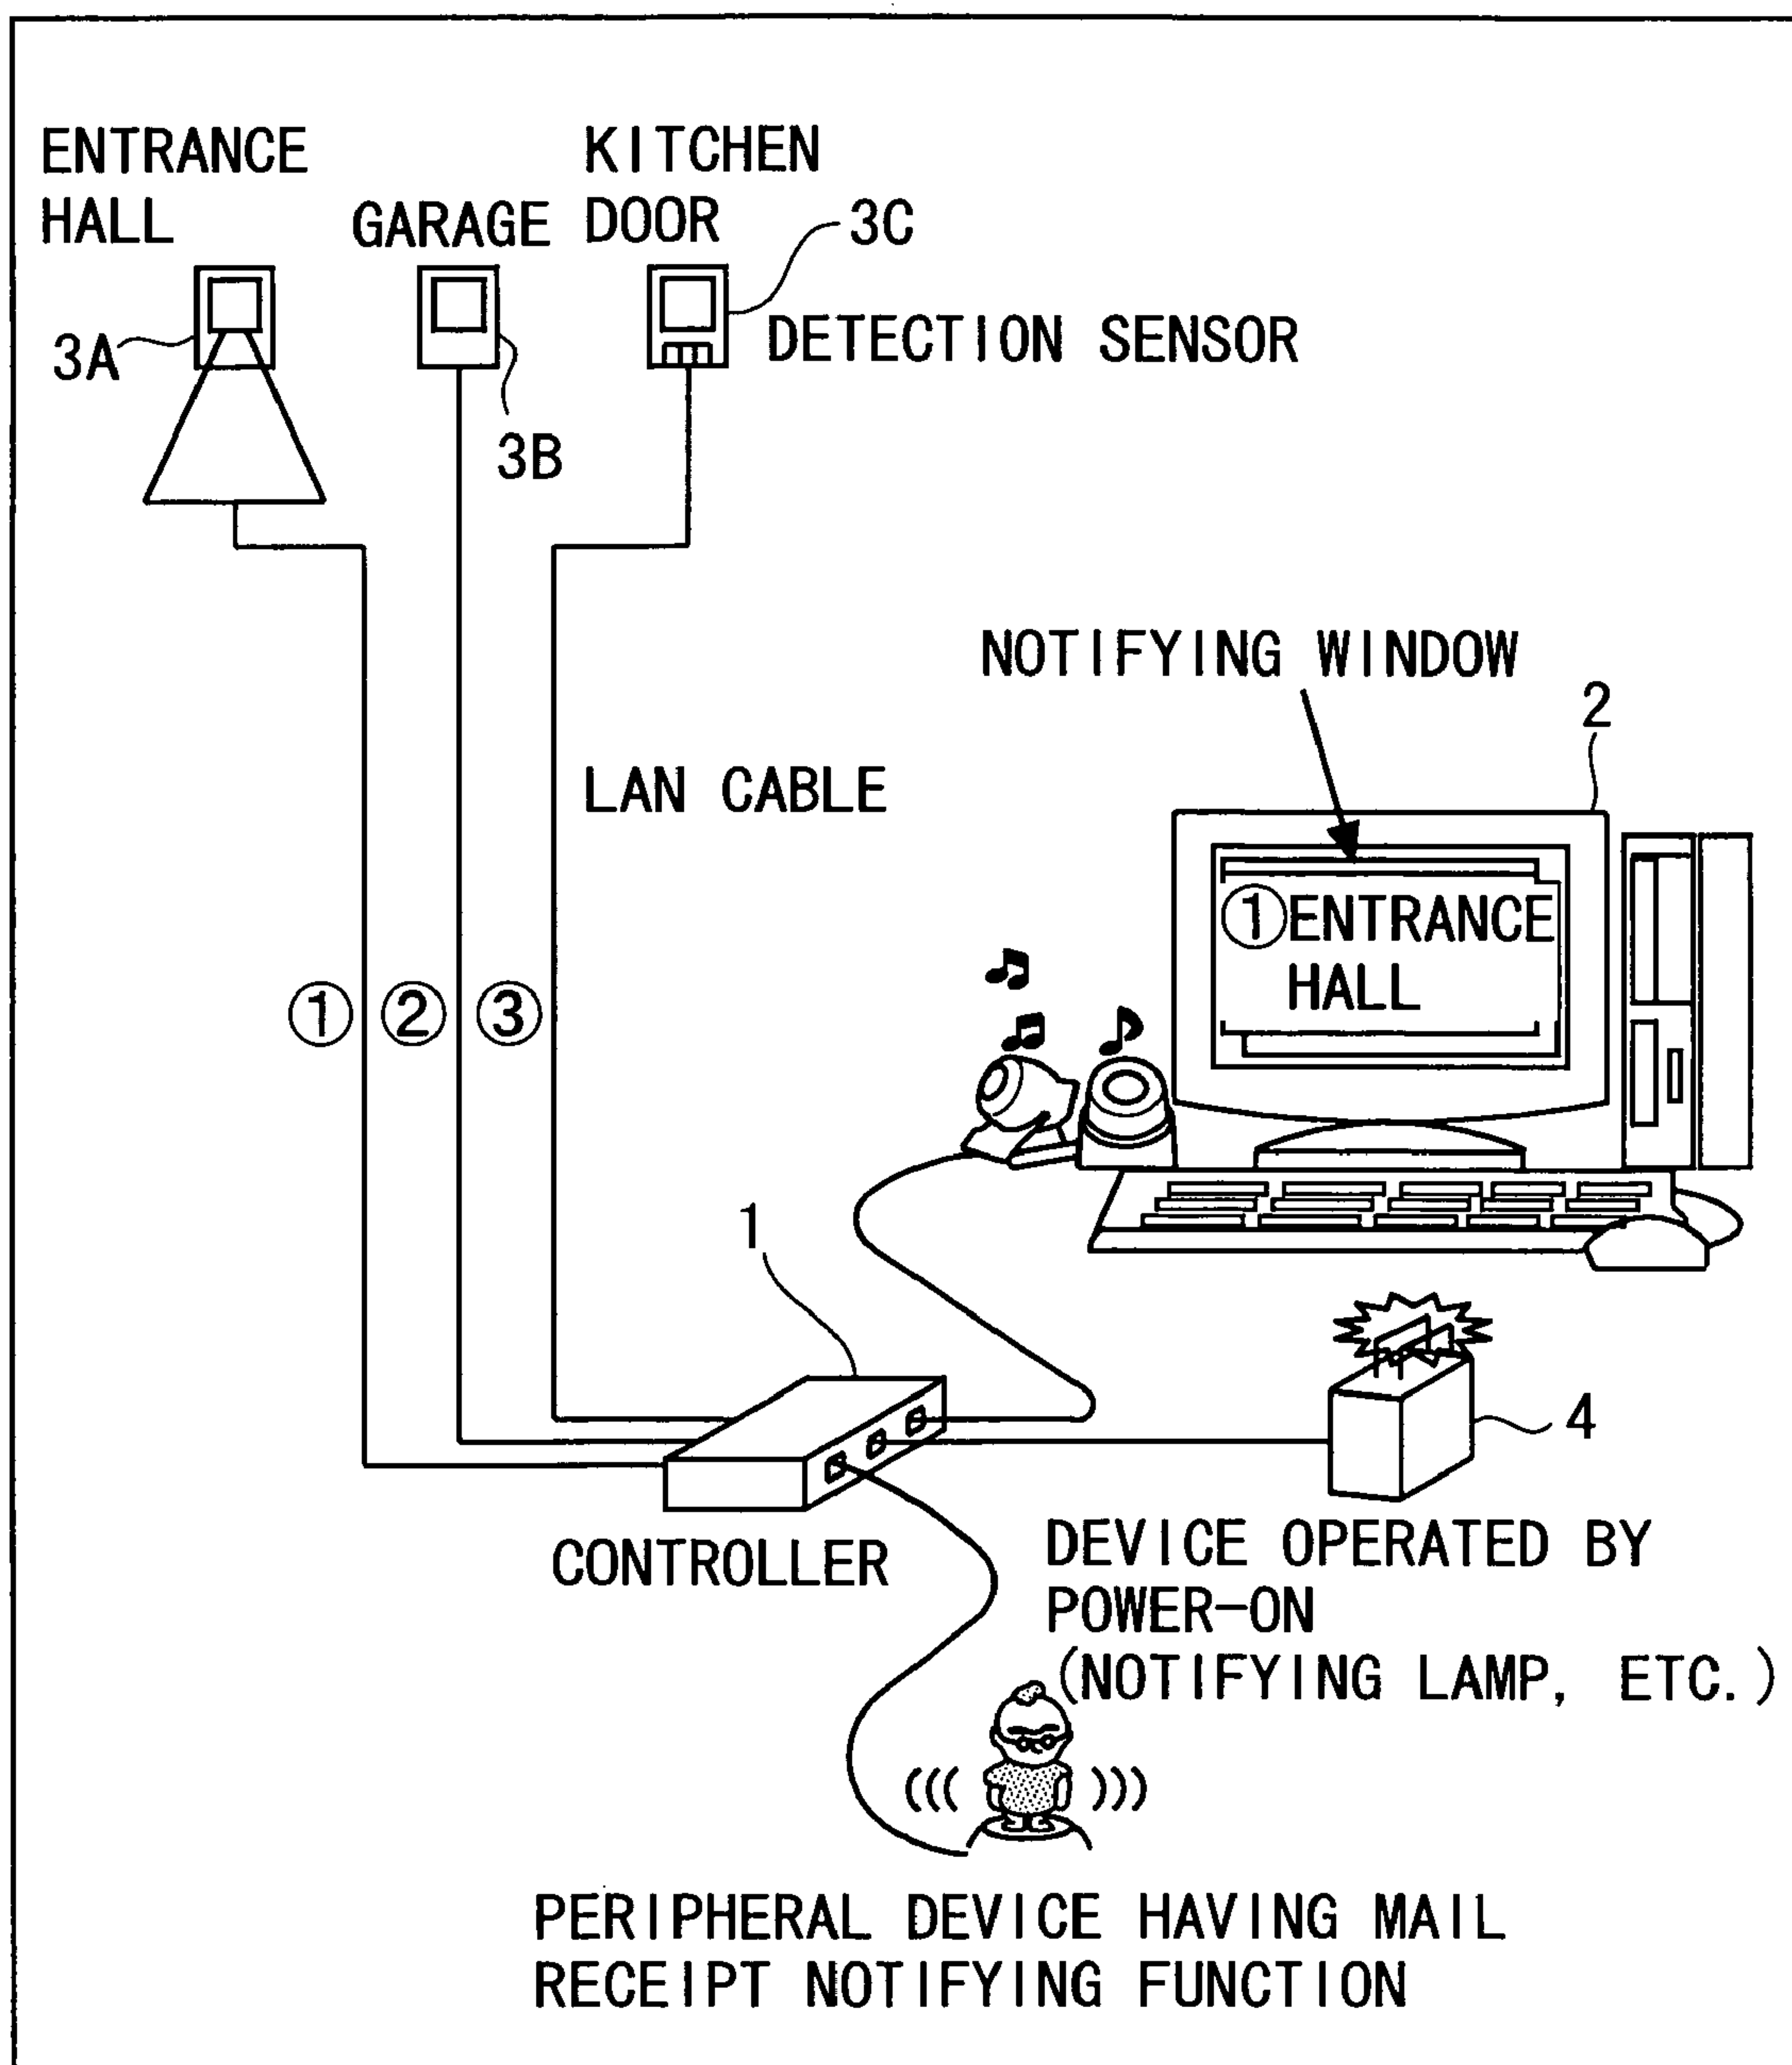 ENTRANCE
HALL
GARAGE
KITCHEN
DOOR
3C
3A
3B
DETECTION SENSOR
NOTIFYING WINDOW
2
LAN CABLE
①ENTRANCE
HALL
① ② ③
1
4
CONTROLLER
DEVICE OPERATED BY
POWER-ON
(NOTIFYING LAMP, ETC.)
PERIPHERAL DEVICE HAVING MAIL
RECEIPT NOTIFYING FUNCTION